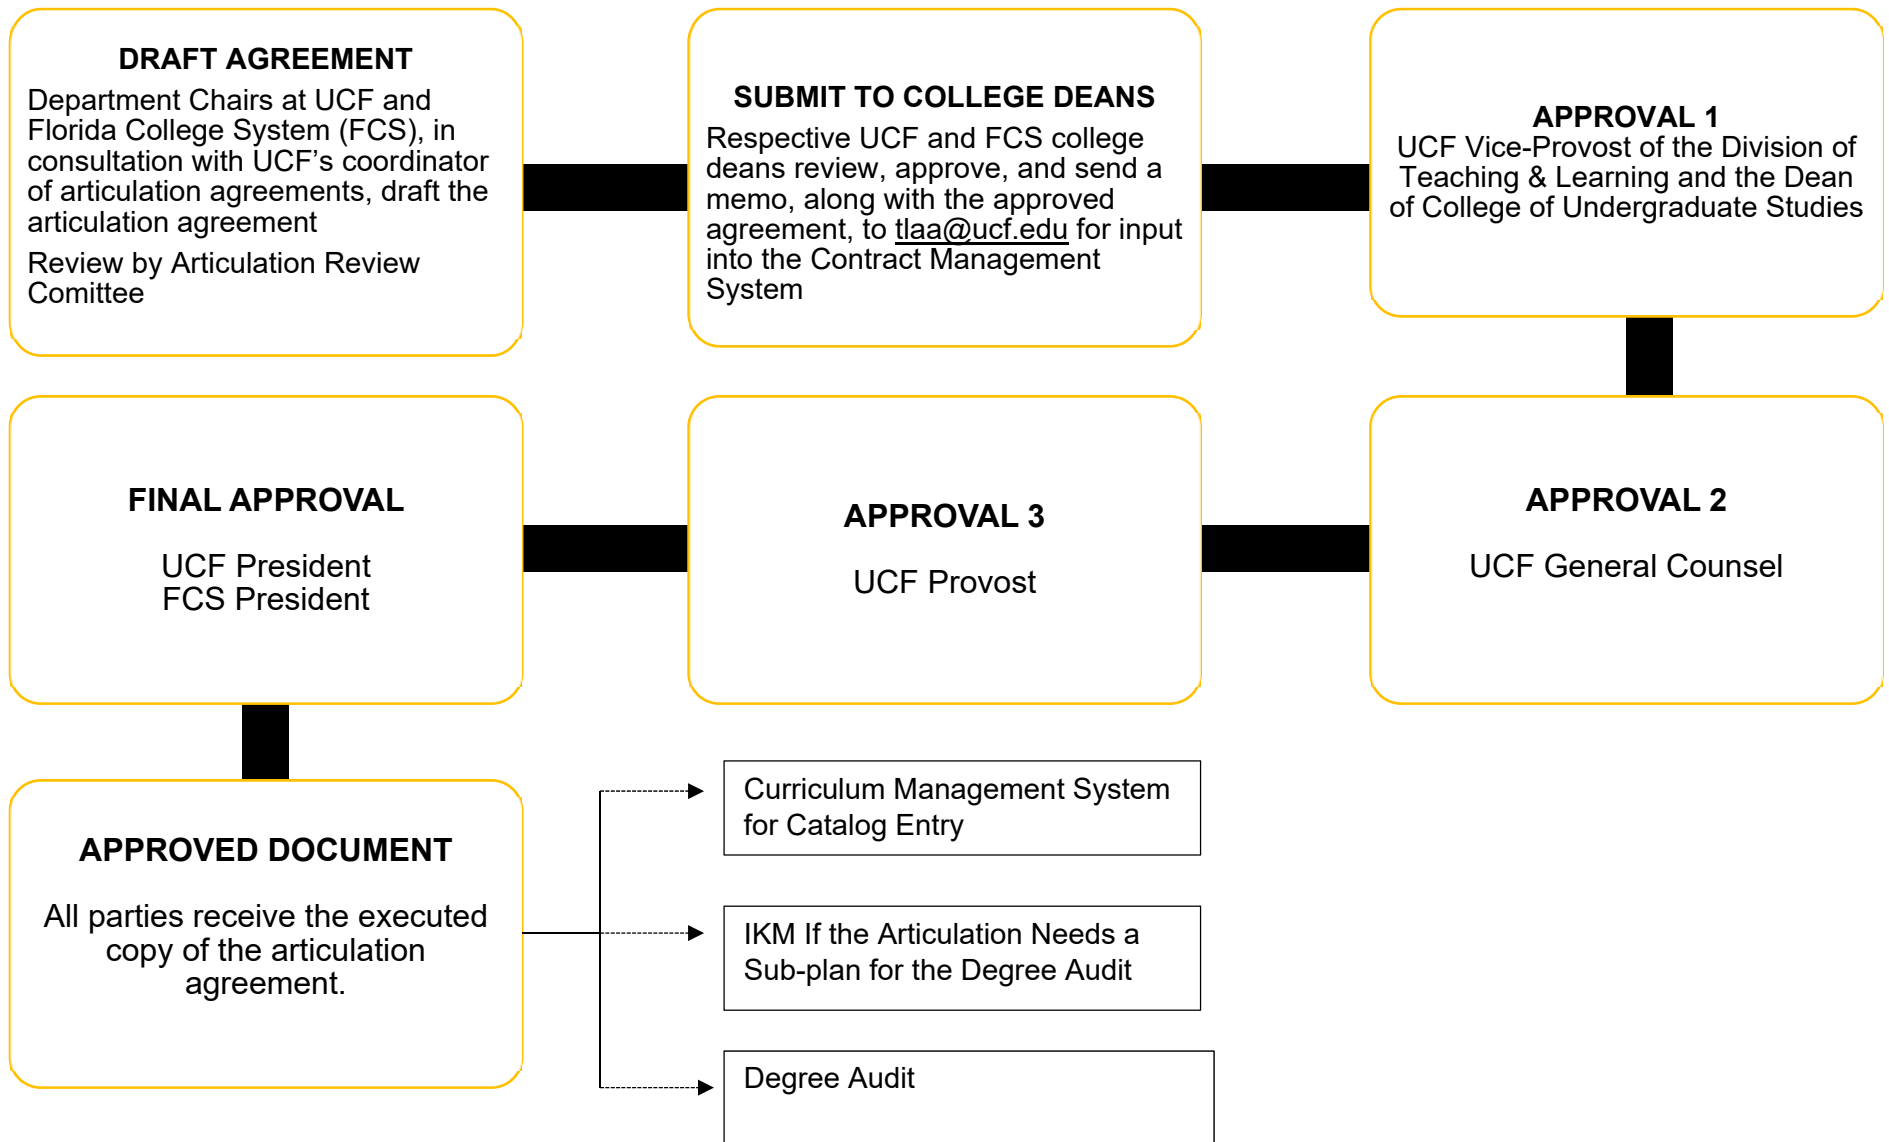 DRAFT AGREEMENT
Department Chairs at UCF and
Florida College System (FCS), in
consultation with UCF's coordinator
of articulation agreements, draft the
articulation agreement
Review by Articulation Review
Comittee
SUBMIT TO COLLEGE DEANS
Respective UCF and FCS college
deans review, approve, and send a
memo, along with the approved
agreement, to tlaa@ucf.edu for input
into the Contract Management
System
APPROVAL 1
UCF Vice-Provost of the Division of
Teaching & Learning and the Dean
of College of Undergraduate Studies
APPROVAL 2
UCF General Counsel
APPROVAL 3
UCF Provost
FINAL APPROVAL
UCF President
FCS President
APPROVED DOCUMENT
All parties receive the executed
copy of the articulation
agreement.
Curriculum Management System
for Catalog Entry
IKM If the Articulation Needs a
Sub-plan for the Degree Audit
Degree Audit